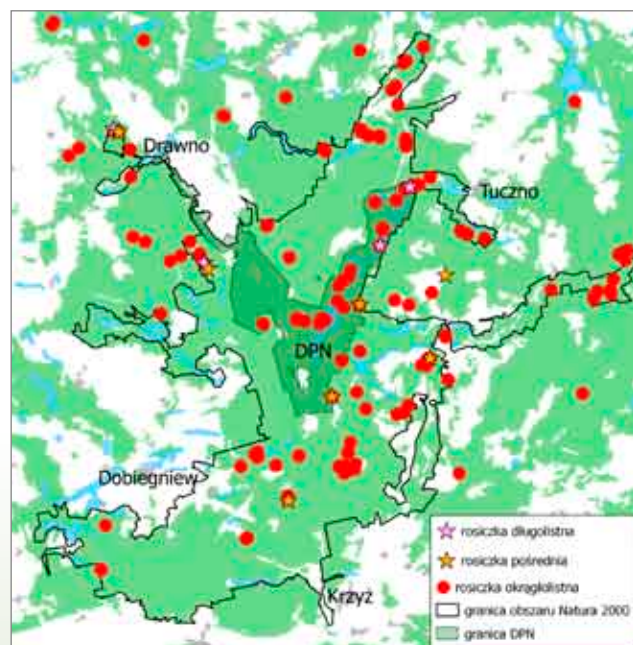 Drawno
Tuczno
DPN
Dobiegniew
Krzyż
rosiczka długolistna
rosiczka pośrednia
rosiczka okrągłolistna
granica obszaru Natura 2000
granica DPN